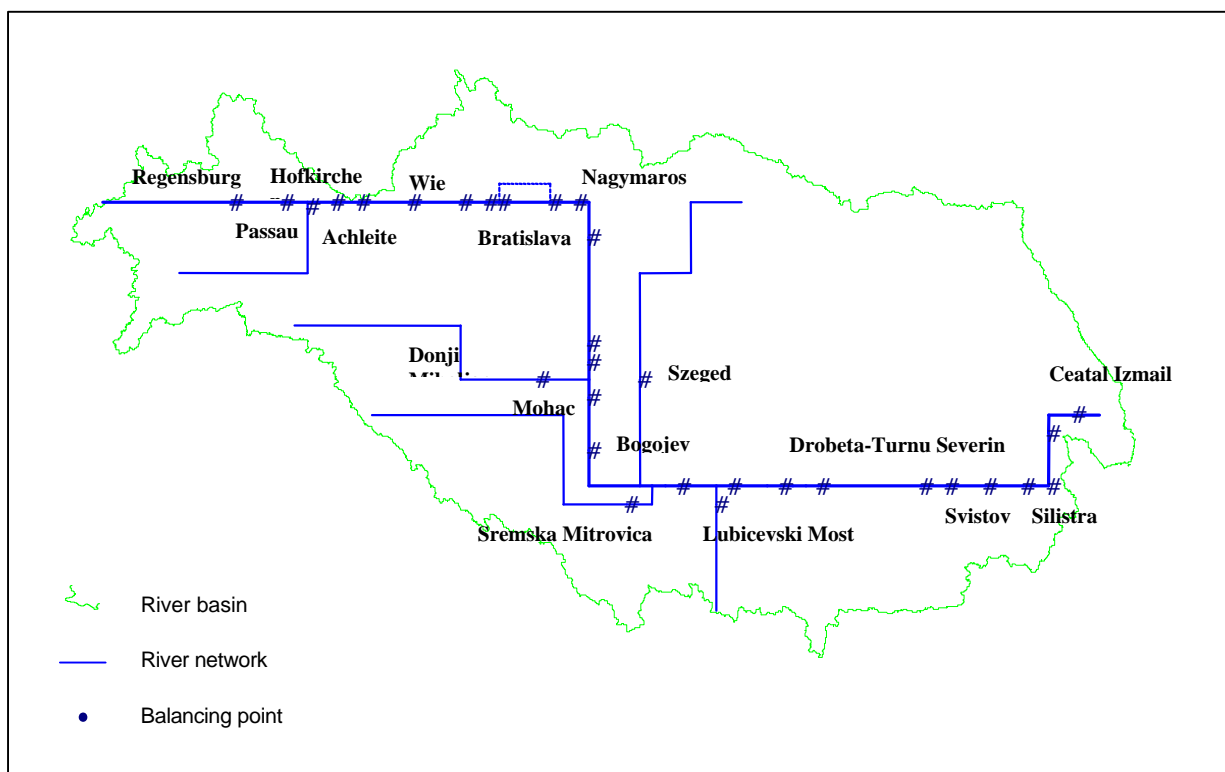 Regensburg
Hofkirche
Wie
Nagymaros
Passau
Achleite
Bratislava
Donji
Szeged
Ceatal Izmail
Mohac
Bogojev
Drobeta-Turnu Severin
Sremska Mitrovica
Lubicevski Most
Svistov
Silistra
River basin
River network
Balancing point